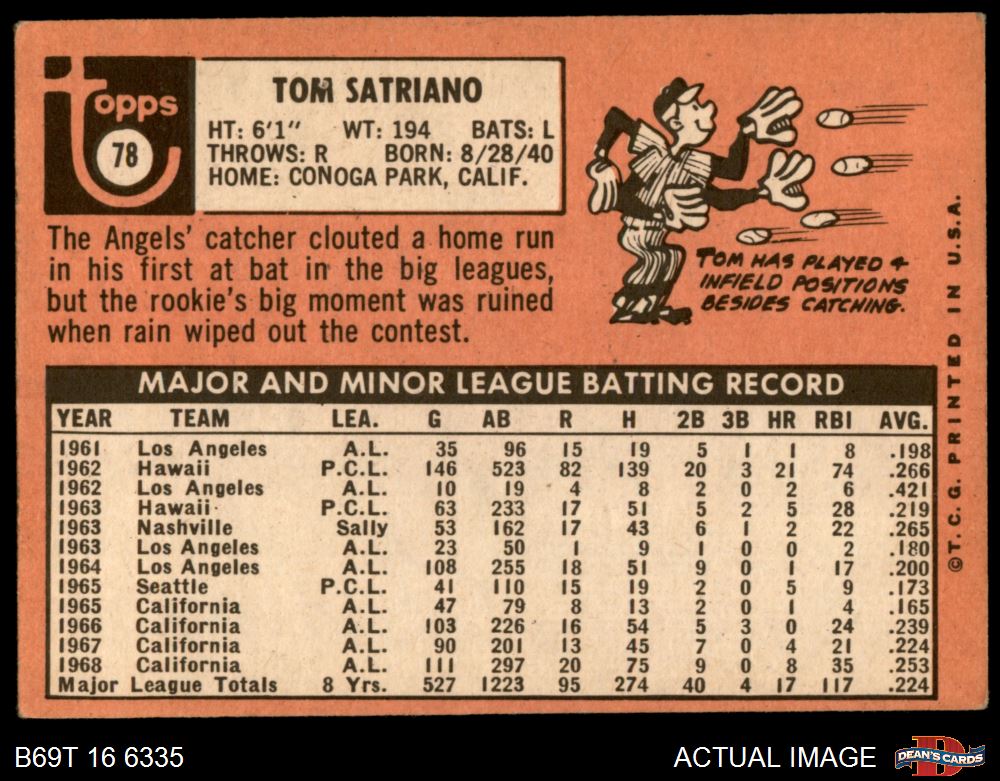 topps
78
TOM SATRIANO
HT: 6'1" WT: 194 BATS: L
THROWS: R BORN: 8/28/40
HOME: CONOGA PARK, CALIF.
The Angels' catcher clouted a home run
in his first at bat in the big leagues,
but the rookie's big moment was ruined
when rain wiped out the contest.
TOM HAS PLAYED 4
INFIELD POSITIONS
BESIDES CATCHING.
MAJOR AND MINOR LEAGUE BATTING RECORD
YEAR TEAM LEA. G AB R H 2B 3B HR RBI AVG.
1961 Los Angeles A.L. 35 96 15 19 5 1 1 8 .198
1962 Hawaii P.C.L. 146 523 82 139 20 3 21 74 .266
1962 Los Angeles A.L. 10 19 4 8 2 0 2 6 .421
1963 Hawaii P.C.L. 63 233 17 51 5 2 5 28 .219
1963 Nashville Sally 53 162 17 43 6 1 2 22 .265
1963 Los Angeles A.L. 23 50 1 9 1 0 0 2 .180
1964 Los Angeles A.L. 108 255 18 51 9 0 1 17 .200
1965 Seattle P.C.L. 41 110 15 19 2 0 5 9 .173
1965 California A.L. 47 79 8 13 2 0 1 4 .165
1966 California A.L. 103 226 16 54 5 3 0 24 .239
1967 California A.L. 90 201 13 45 7 0 4 21 .224
1968 California A.L. 111 297 20 75 9 0 8 35 .253
Major League Totals 8 Yrs. 527 1223 95 274 40 4 17 117 .224
© T. C. G. PRINTED IN U.S.A.
B69T 16 6335
ACTUAL IMAGE
DEAN'S CARDS